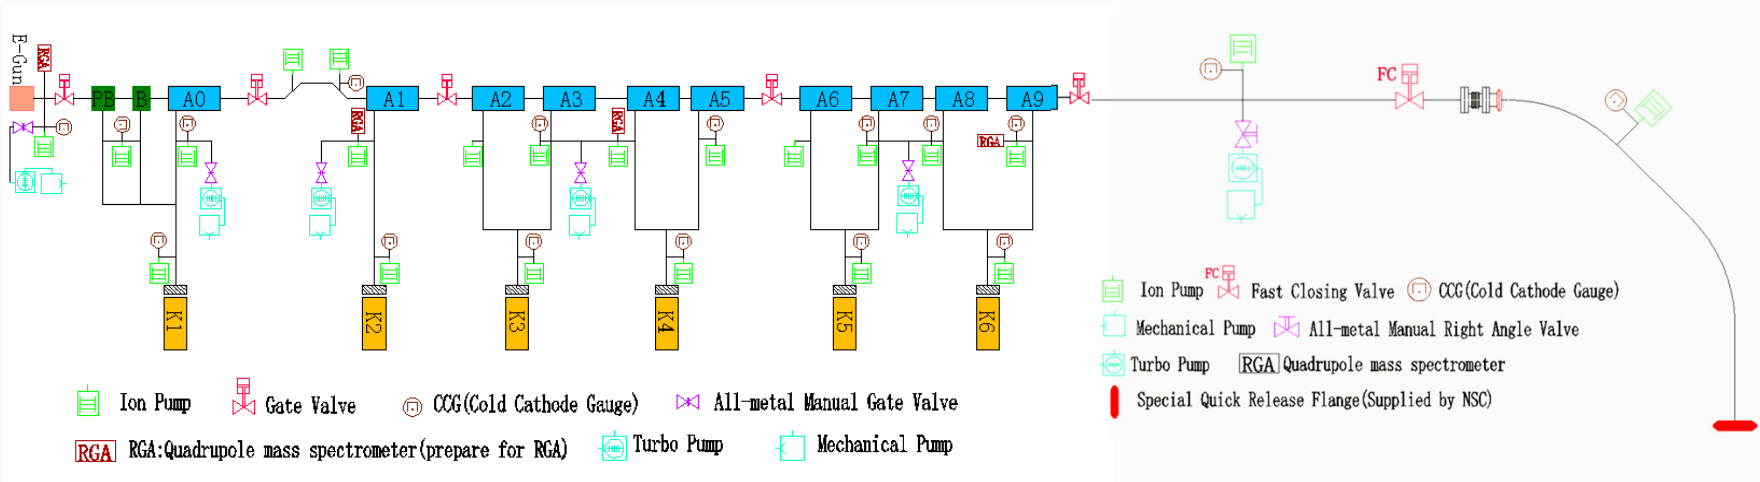 E-Gun
RGA
PB
B
A0
A1
A2
A3
A4
A5
A6
A7
A8
A9
FC
RGA
RGA
RGA
K1
K2
K3
K4
K5
K6
Ion Pump
Gate Valve
CCG(Cold Cathode Gauge)
All-metal Manual Gate Valve
RGA
RGA:Quadrupole mass spectrometer(prepare for RGA)
Turbo Pump
Mechanical Pump
Ion Pump
FC
Fast Closing Valve
CCG(Cold Cathode Gauge)
Mechanical Pump
All-metal Manual Right Angle Valve
Turbo Pump
RGA
Quadrupole mass spectrometer
Special Quick Release Flange(Supplied by NSC)